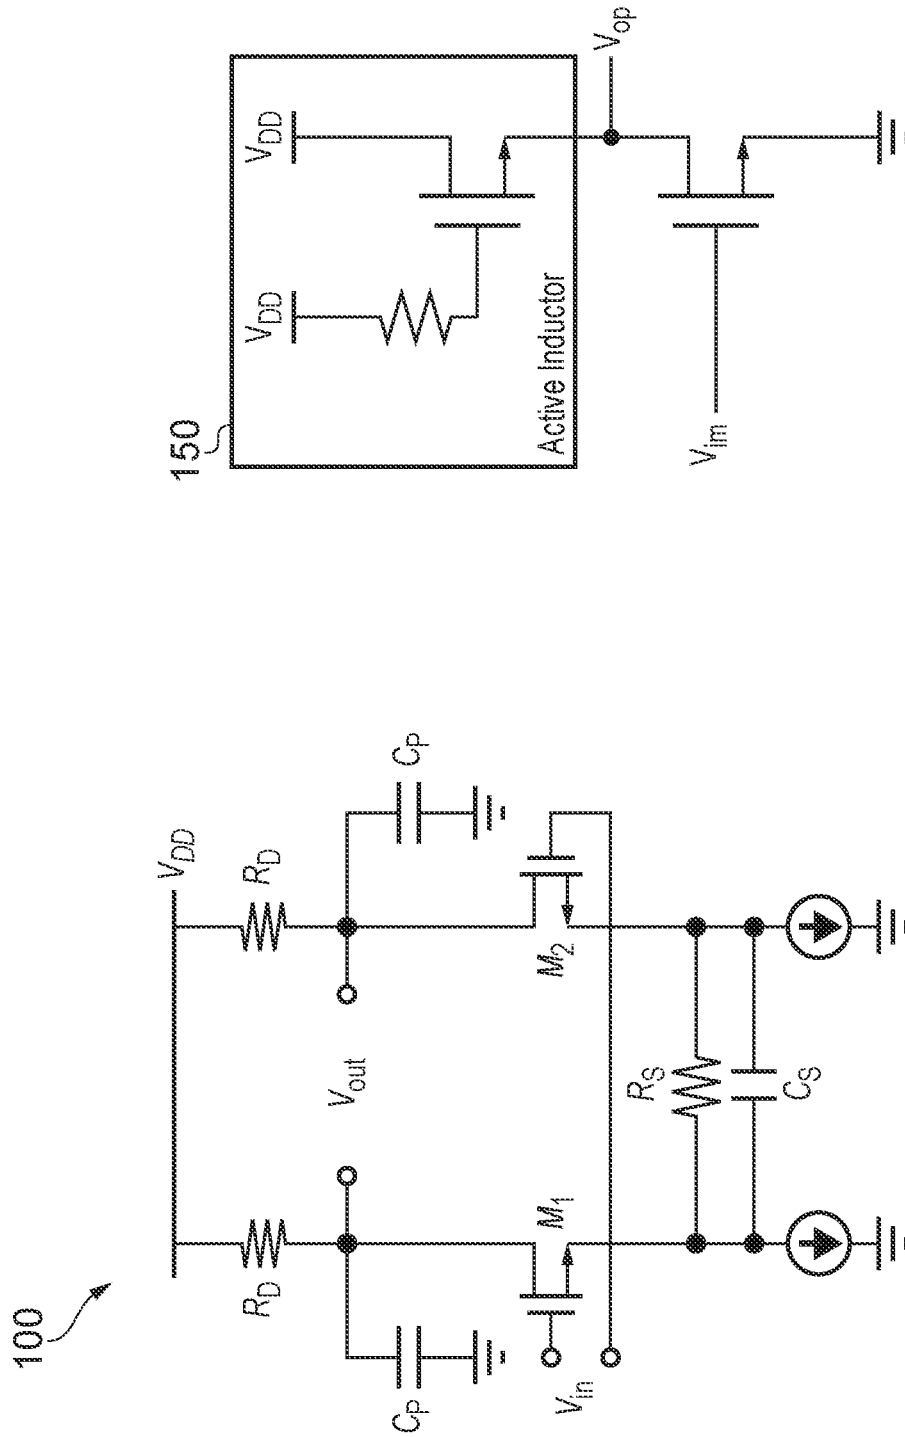 100
V_DD
R_D
R_D
C_P
C_P
V_out
M_1
M_2
V_in
R_S
C_S
150
V_DD
V_DD
Active Inductor
V_op
V_im